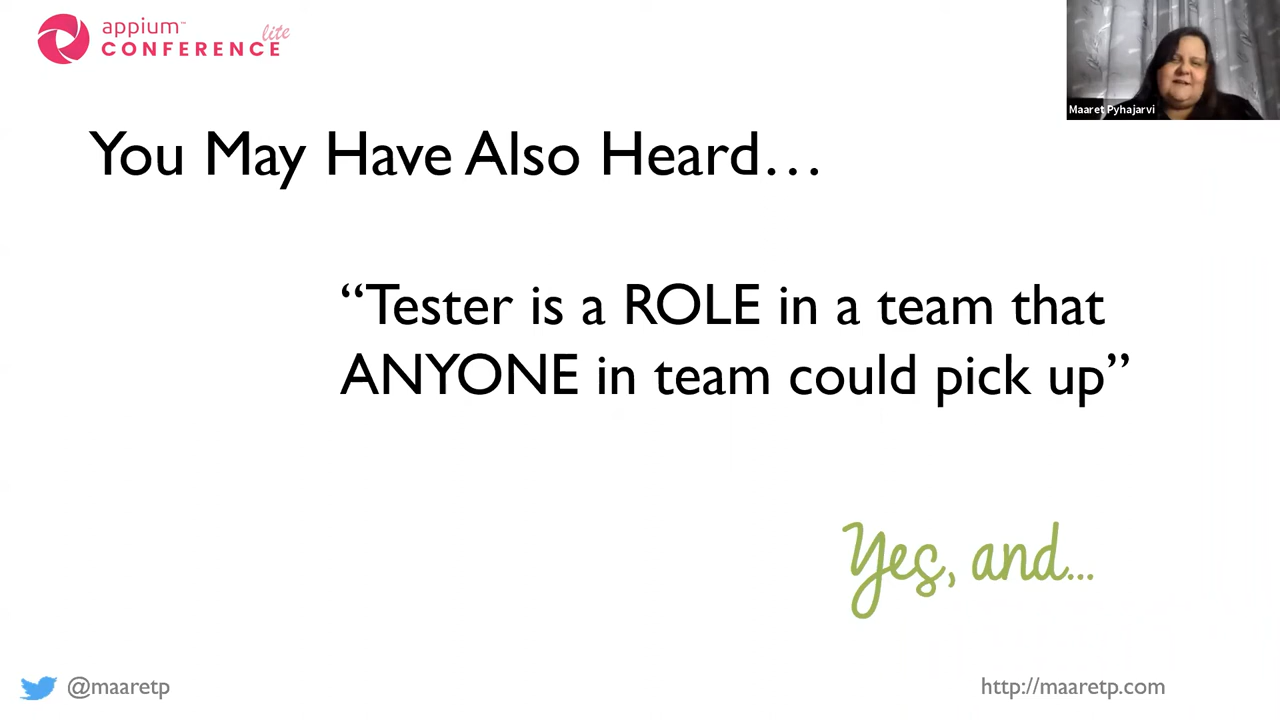 appium™
CONFERENCE lite
Maaret Pyhajarvi
You May Have Also Heard…
“Tester is a ROLE in a team that
ANYONE in team could pick up”
Yes, and...
@maaretp
http://maaretp.com